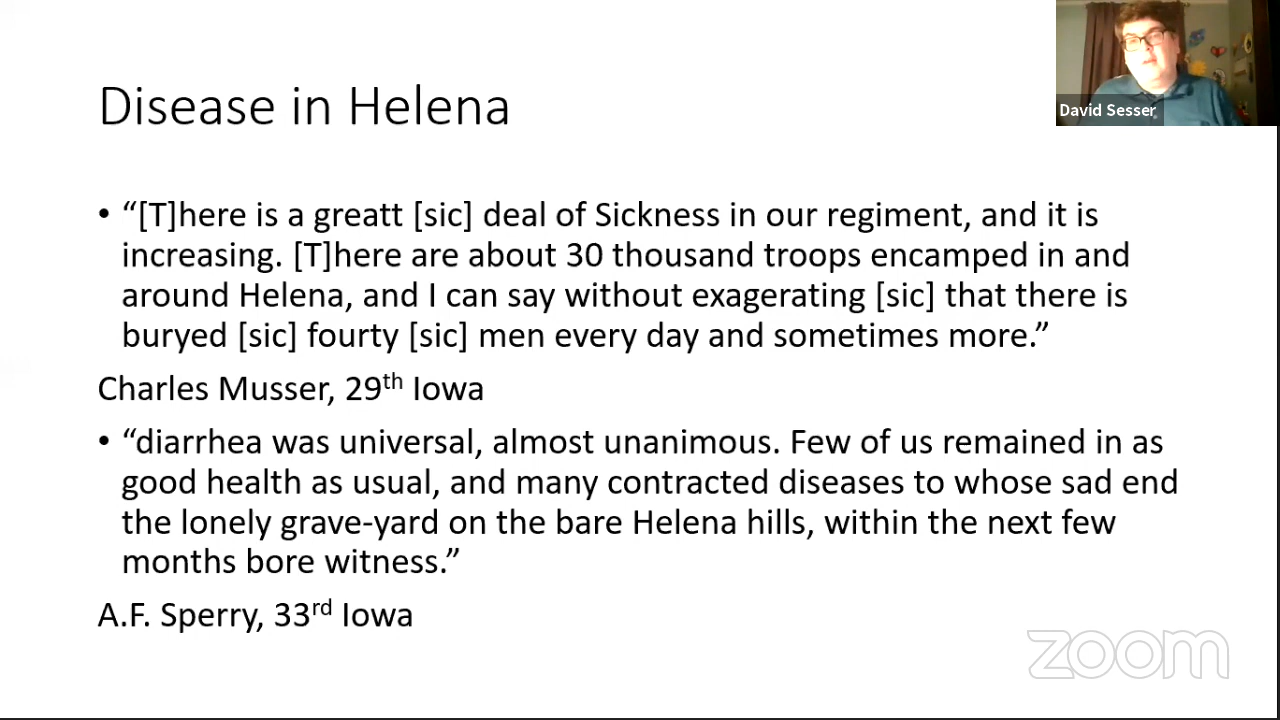 Disease in Helena
David Sesser
• “[T]here is a greatt [sic] deal of Sickness in our regiment, and it is
increasing. [T]here are about 30 thousand troops encamped in and
around Helena, and I can say without exagerating [sic] that there is
buryed [sic] fourty [sic] men every day and sometimes more.”
Charles Musser, 29th Iowa
• “diarrhea was universal, almost unanimous. Few of us remained in as
good health as usual, and many contracted diseases to whose sad end
the lonely grave-yard on the bare Helena hills, within the next few
months bore witness.”
A.F. Sperry, 33rd Iowa
zoom